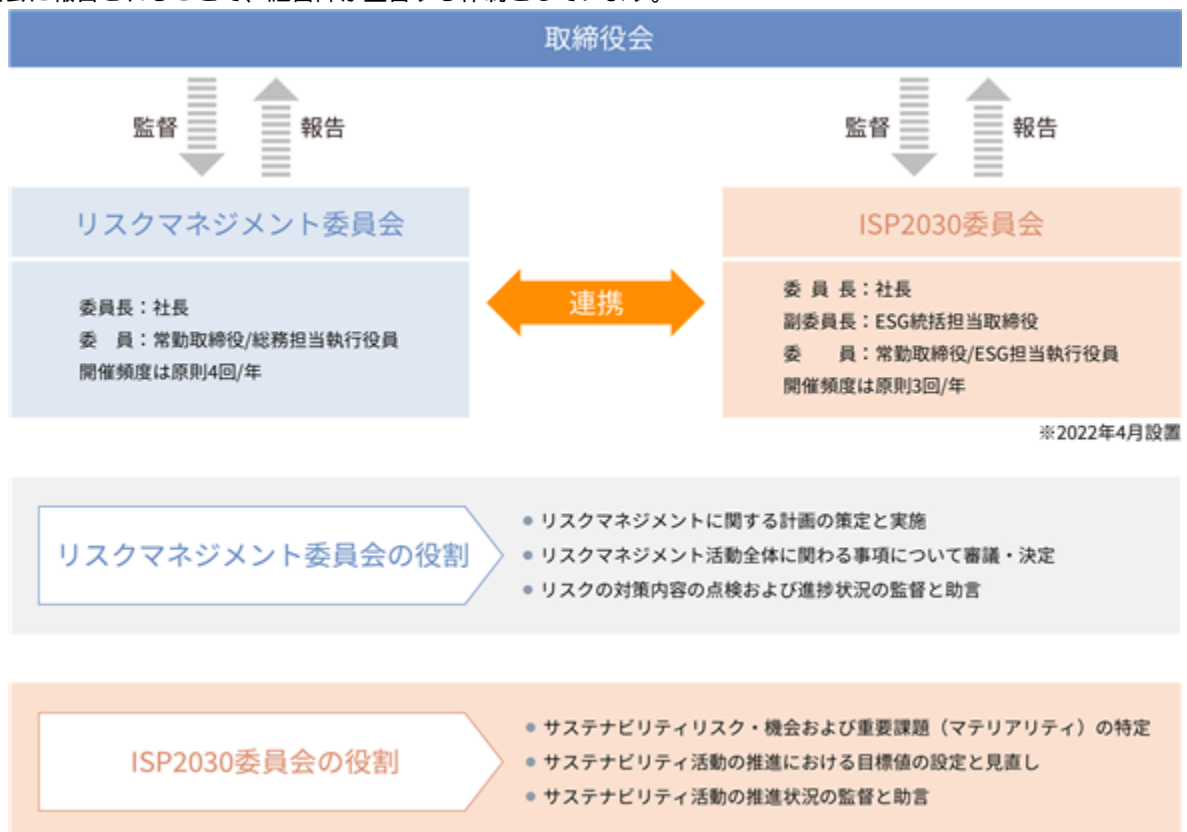 取締役会
監督
報告
監督
報告
リスクマネジメント委員会
委員長：社長
委　員：常勤取締役/総務担当執行役員
開催頻度は原則4回/年
連携
ISP2030委員会
委 員 長：社長
副委員長：ESG統括担当取締役
委　　員：常勤取締役/ESG担当執行役員
開催頻度は原則3回/年
※2022年4月設置
リスクマネジメント委員会の役割
● リスクマネジメントに関する計画の策定と実施
● リスクマネジメント活動全体に関わる事項について審議・決定
● リスクの対策内容の点検および進捗状況の監督と助言
ISP2030委員会の役割
● サステナビリティリスク・機会および重要課題（マテリアリティ）の特定
● サステナビリティ活動の推進における目標値の設定と見直し
● サステナビリティ活動の推進状況の監督と助言